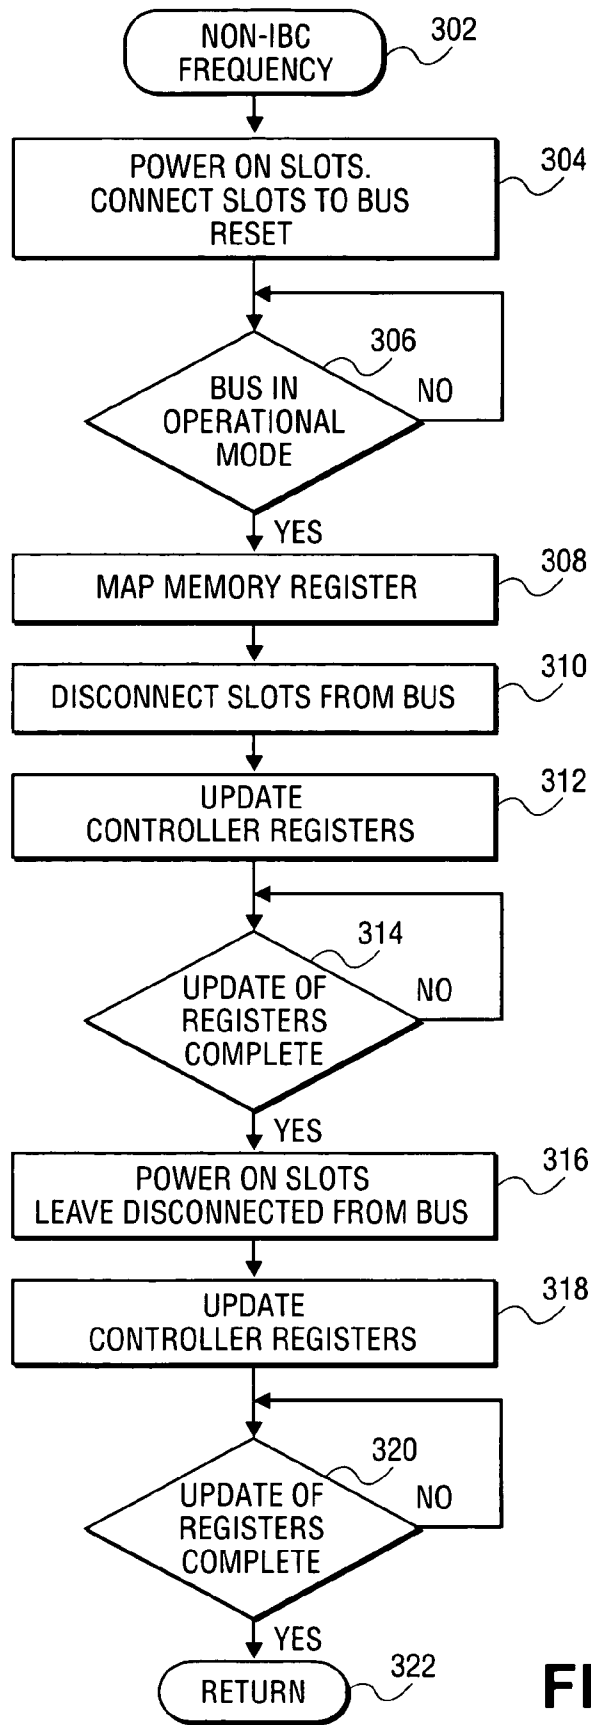 NON-IBC
FREQUENCY
302
POWER ON SLOTS.
CONNECT SLOTS TO BUS
RESET
304
306
BUS IN
OPERATIONAL
MODE
NO
YES
MAP MEMORY REGISTER
308
DISCONNECT SLOTS FROM BUS
310
UPDATE
CONTROLLER REGISTERS
312
314
UPDATE OF
REGISTERS
COMPLETE
NO
YES
POWER ON SLOTS
LEAVE DISCONNECTED FROM BUS
316
UPDATE
CONTROLLER REGISTERS
318
320
UPDATE OF
REGISTERS
COMPLETE
NO
YES
RETURN
322